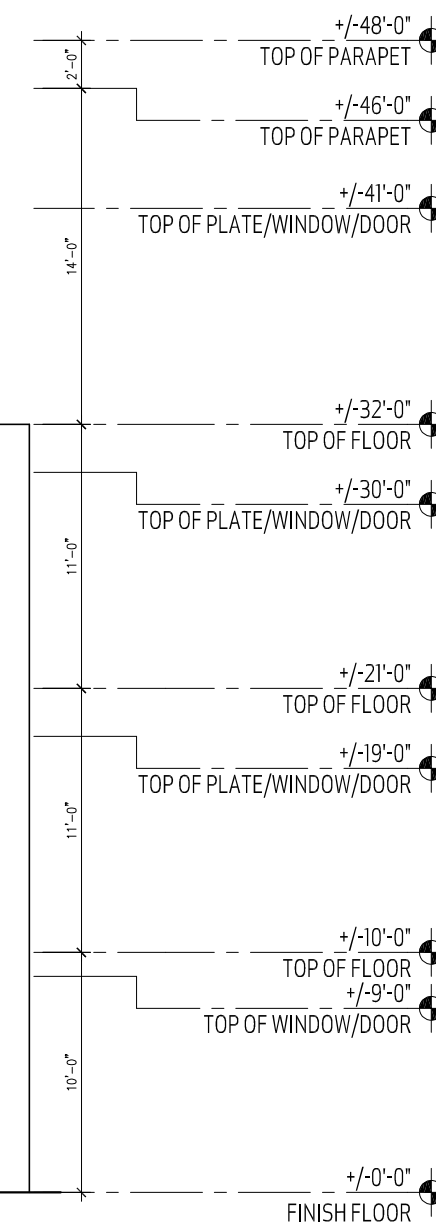 +/-48'-0"
TOP OF PARAPET
2'-0"
+/-46'-0"
TOP OF PARAPET
+/-41'-0"
TOP OF PLATE/WINDOW/DOOR
14'-0"
+/-32'-0"
TOP OF FLOOR
+/-30'-0"
TOP OF PLATE/WINDOW/DOOR
11'-0"
+/-21'-0"
TOP OF FLOOR
+/-19'-0"
TOP OF PLATE/WINDOW/DOOR
11'-0"
+/-10'-0"
TOP OF FLOOR
+/-9'-0"
TOP OF WINDOW/DOOR
10'-0"
+/-0'-0"
FINISH FLOOR